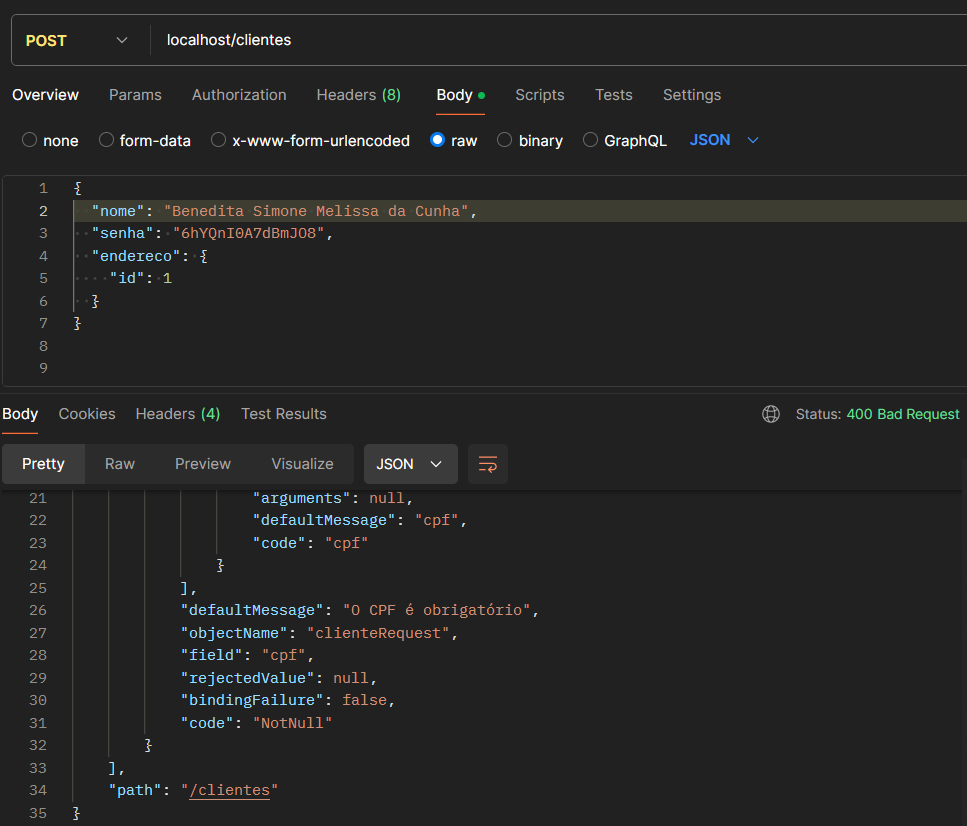 POST localhost/clientes
Overview Params Authorization Headers (8) Body Scripts Tests Settings
none form-data x-www-form-urlencoded raw binary GraphQL JSON
1 {
2 "nome": "Benedita Simone Melissa da Cunha",
3 "senha": "6hYQnI0A7dBmJO8",
4 "endereco": {
5 "id": 1
6 }
7 }
8
9
Body Cookies Headers (4) Test Results Status: 400 Bad Request
Pretty Raw Preview Visualize JSON
21 "arguments": null,
22 "defaultMessage": "cpf",
23 "code": "cpf"
24 }
25 ],
26 "defaultMessage": "O CPF é obrigatório",
27 "objectName": "clienteRequest",
28 "field": "cpf",
29 "rejectedValue": null,
30 "bindingFailure": false,
31 "code": "NotNull"
32 }
33 ],
34 "path": "/clientes"
35 }